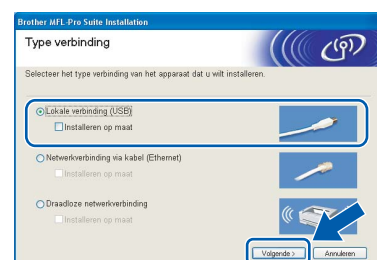 Brother MFL-Pro Suite Installation
Type verbinding
Selecteer het type verbinding van het apparaat dat u wilt installeren.
Lokale verbinding (USB)
Installeren op maat
Netwerkverbinding via kabel (Ethernet)
Installeren op maat
Draadloze netwerkverbinding
Installeren op maat
Volgende >
Annuleren